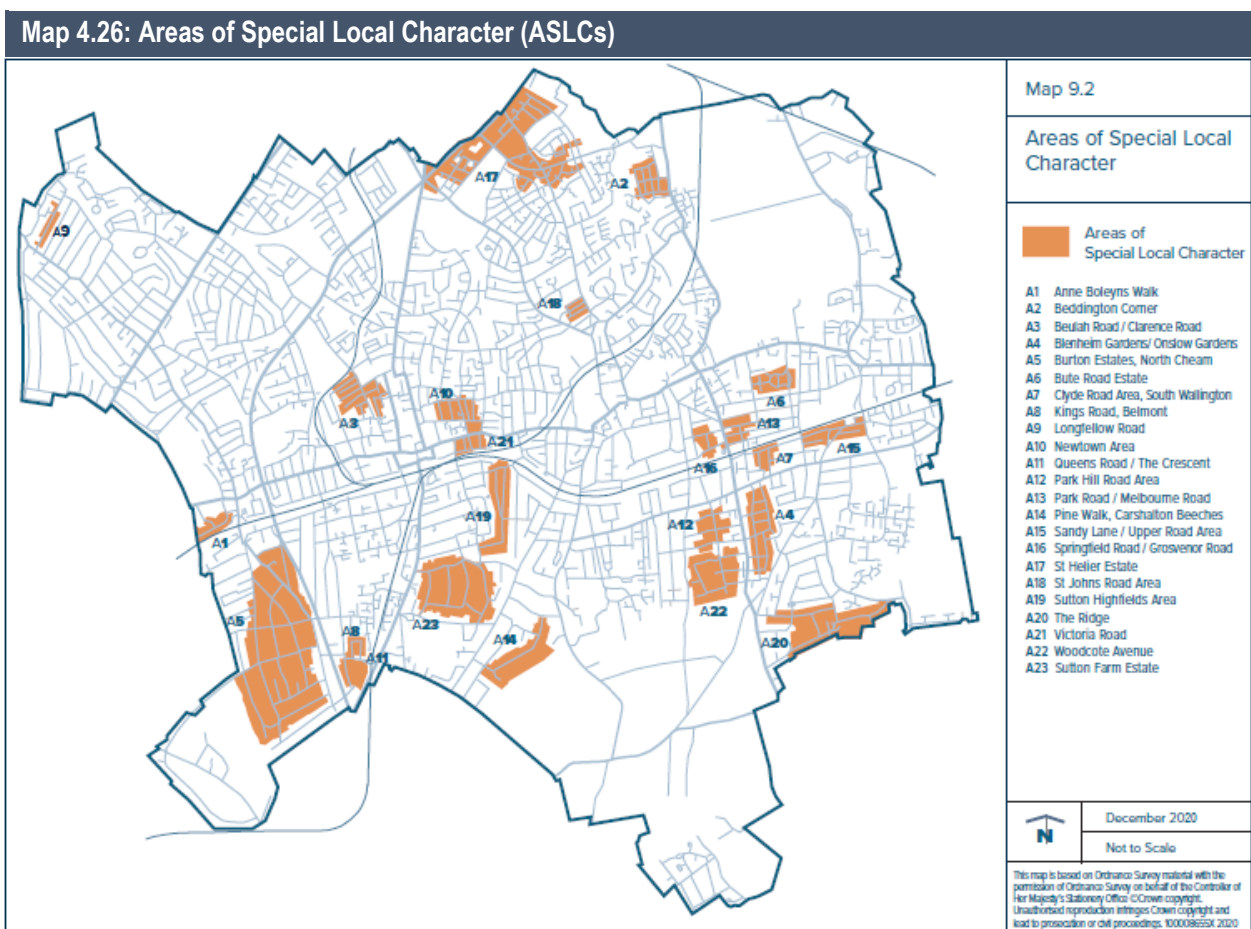 Map 4.26: Areas of Special Local Character (ASLCs)
A17
A2
A9
A18
A10
A6
A3
A13
A21
A15
A7
A16
A19
A4
A12
A1
A5
A22
A8
A23
A14
A20
A11
Map 9.2
Areas of Special Local
Character
Areas of
Special Local Character
A1 Anne Boleyns Walk
A2 Beddington Corner
A3 Beulah Road / Clarence Road
A4 Blenheim Gardens/ Onslow Gardens
A5 Burton Estates, North Cheam
A6 Bute Road Estate
A7 Clyde Road Area, South Wallington
A8 Kings Road, Belmont
A9 Longfellow Road
A10 Newtown Area
A11 Queens Road / The Crescent
A12 Park Hill Road Area
A13 Park Road / Melbourne Road
A14 Pine Walk, Carshalton Beeches
A15 Sandy Lane / Upper Road Area
A16 Springfield Road / Grosvenor Road
A17 St Helier Estate
A18 St Johns Road Area
A19 Sutton Highfields Area
A20 The Ridge
A21 Victoria Road
A22 Woodcote Avenue
A23 Sutton Farm Estate
N
December 2020
Not to Scale
This map is based on Ordnance Survey material with the
permission of Ordnance Survey on behalf of the Controller of
Her Majesty's Stationery Office © Crown copyright.
Unauthorised reproduction infringes Crown copyright and
lead to prosecution or civil proceedings. 100008655X 2020